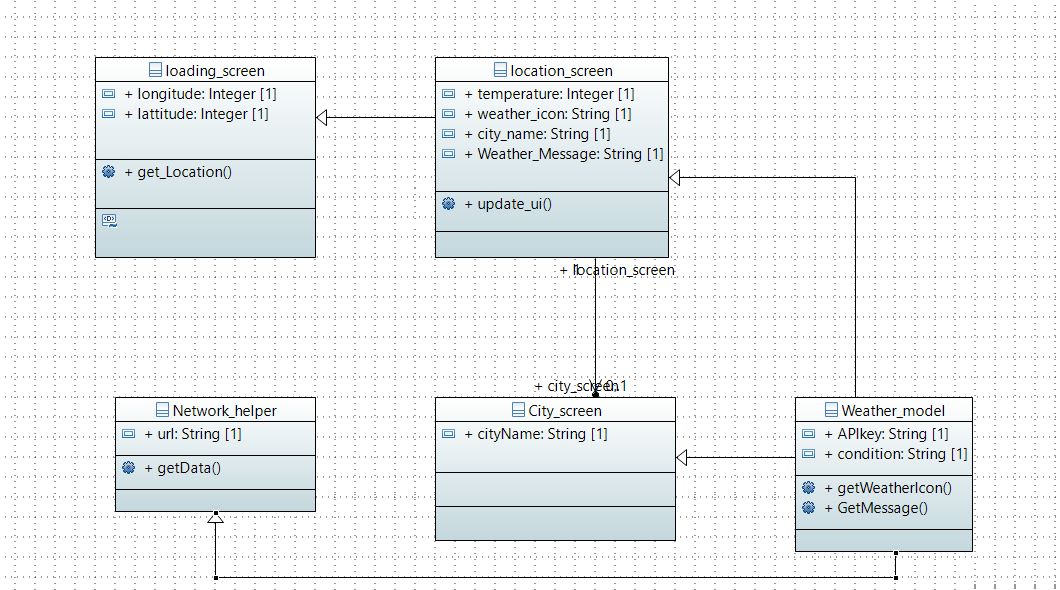 loading_screen
+ longitude: Integer [1]
+ lattitude: Integer [1]
+ get_Location()
location_screen
+ temperature: Integer [1]
+ weather_icon: String [1]
+ city_name: String [1]
+ Weather_Message: String [1]
+ update_ui()
+ location_screen
+ city_screen
0..1
Network_helper
+ url: String [1]
+ getData()
City_screen
+ cityName: String [1]
Weather_model
+ APIkey: String [1]
+ condition: String [1]
+ getWeatherIcon()
+ GetMessage()